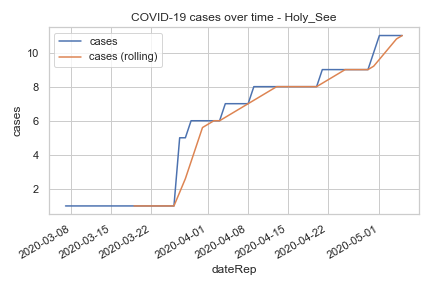 COVID-19 cases over time - Holy_See
cases
cases (rolling)
cases
10
8
6
4
2
2020-03-08
2020-03-15
2020-03-22
2020-04-01
2020-04-08
2020-04-15
2020-04-22
2020-05-01
dateRep